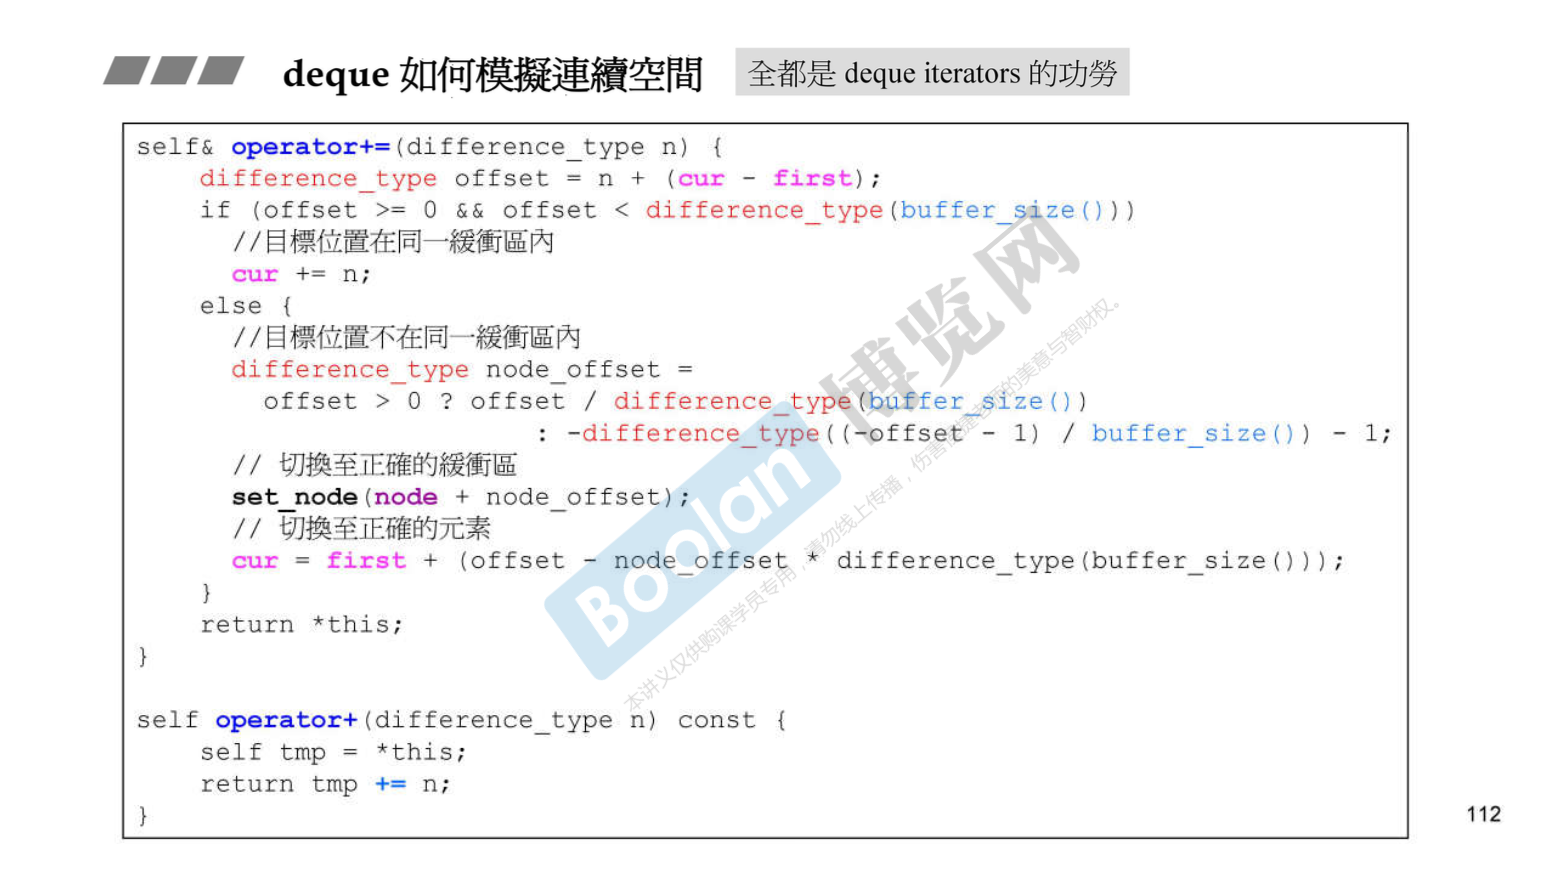 deque 如何模擬連續空間
全都是 deque iterators 的功勞
self& operator+=(difference_type n) {
    difference_type offset = n + (cur - first);
    if (offset >= 0 && offset < difference_type(buffer_size()))
      //目標位置在同一緩衝區內
      cur += n;
    else {
      //目標位置不在同一緩衝區內
      difference_type node_offset =
        offset > 0 ? offset / difference_type(buffer_size())
                         : -difference_type((-offset - 1) / buffer_size()) - 1;
      // 切換至正確的緩衝區
      set_node(node + node_offset);
      // 切換至正確的元素
      cur = first + (offset - node_offset * difference_type(buffer_size()));
    }
    return *this;
}
self operator+(difference_type n) const {
    self tmp = *this;
    return tmp += n;
}
112
Boolan 博览网
本讲义仅供购课学员专用，请勿线上传播，伤害侯捷老师的美意与智财权。